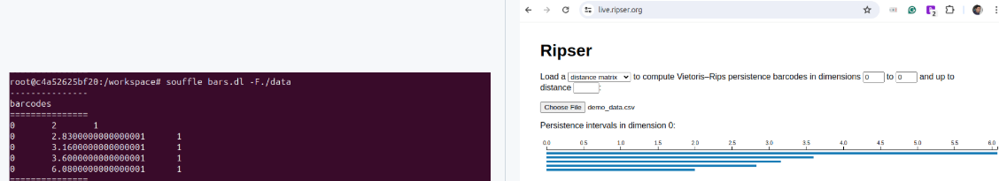 root@c4a52625bf20:/workspace# souffle bars.dl -F./data
---------------
barcodes
===============
0 2 1
0 2.8300000000000001 1
0 3.1600000000000001 1
0 3.6000000000000001 1
0 6.0800000000000001 1
===============
live.ripser.org
2
Ripser
Load a distance matrix to compute Vietoris–Rips persistence barcodes in dimensions 0 to 0 and up to
distance :
Choose File demo_data.csv
Persistence intervals in dimension 0:
0.0 0.5 1.0 1.5 2.0 2.5 3.0 3.5 4.0 4.5 5.0 5.5 6.0